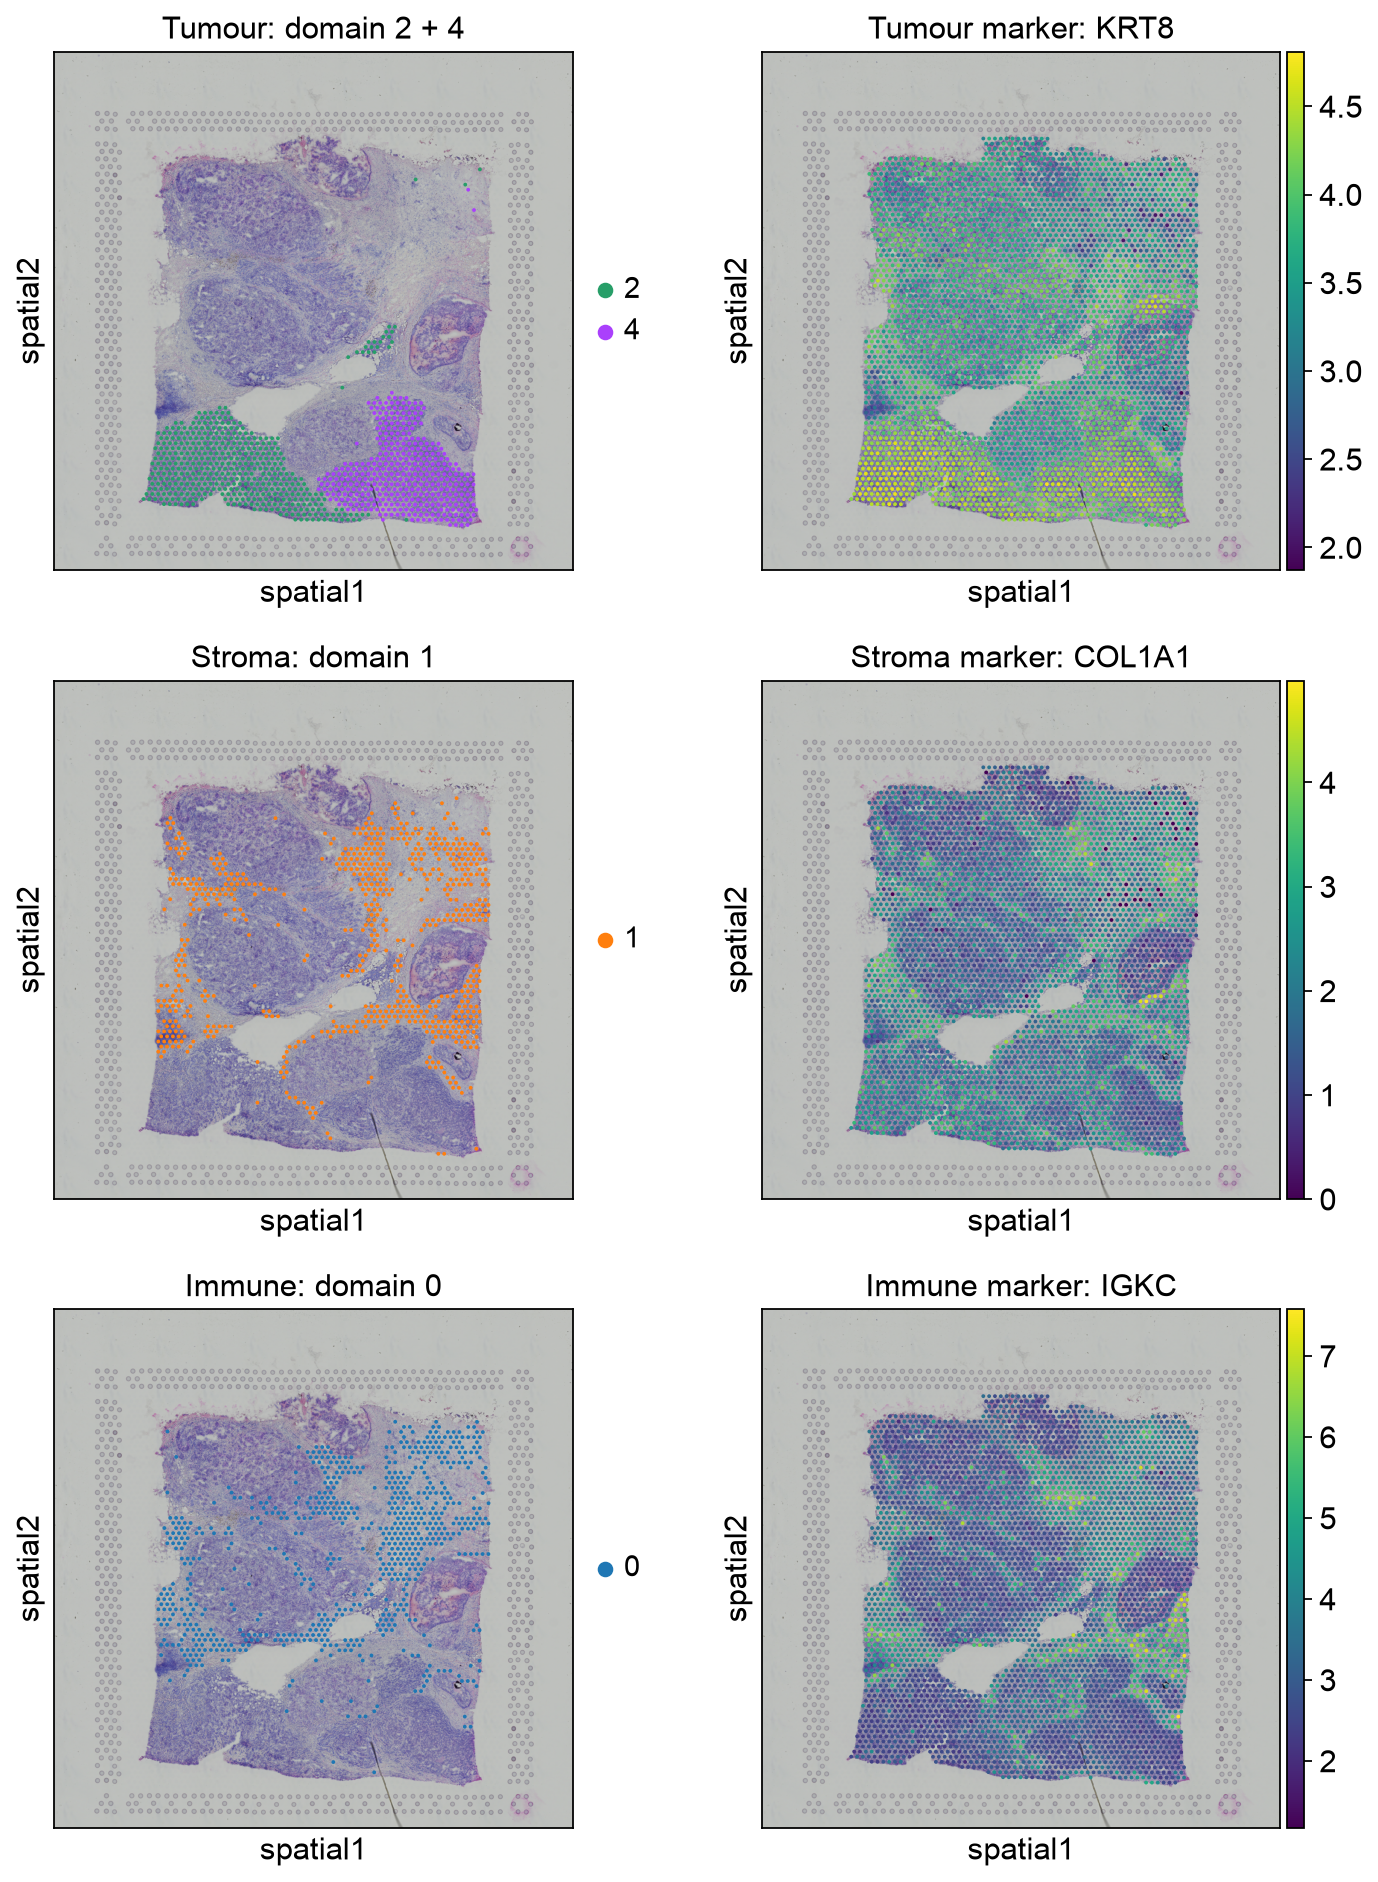 Tumour: domain 2 + 4
Tumour marker: KRT8
spatial2
2
4
spatial1
spatial2
4.5
4.0
3.5
3.0
2.5
2.0
spatial1
Stroma: domain 1
Stroma marker: COL1A1
spatial2
1
spatial1
spatial2
4
3
2
1
0
spatial1
Immune: domain 0
Immune marker: IGKC
spatial2
0
spatial1
spatial2
7
6
5
4
3
2
spatial1